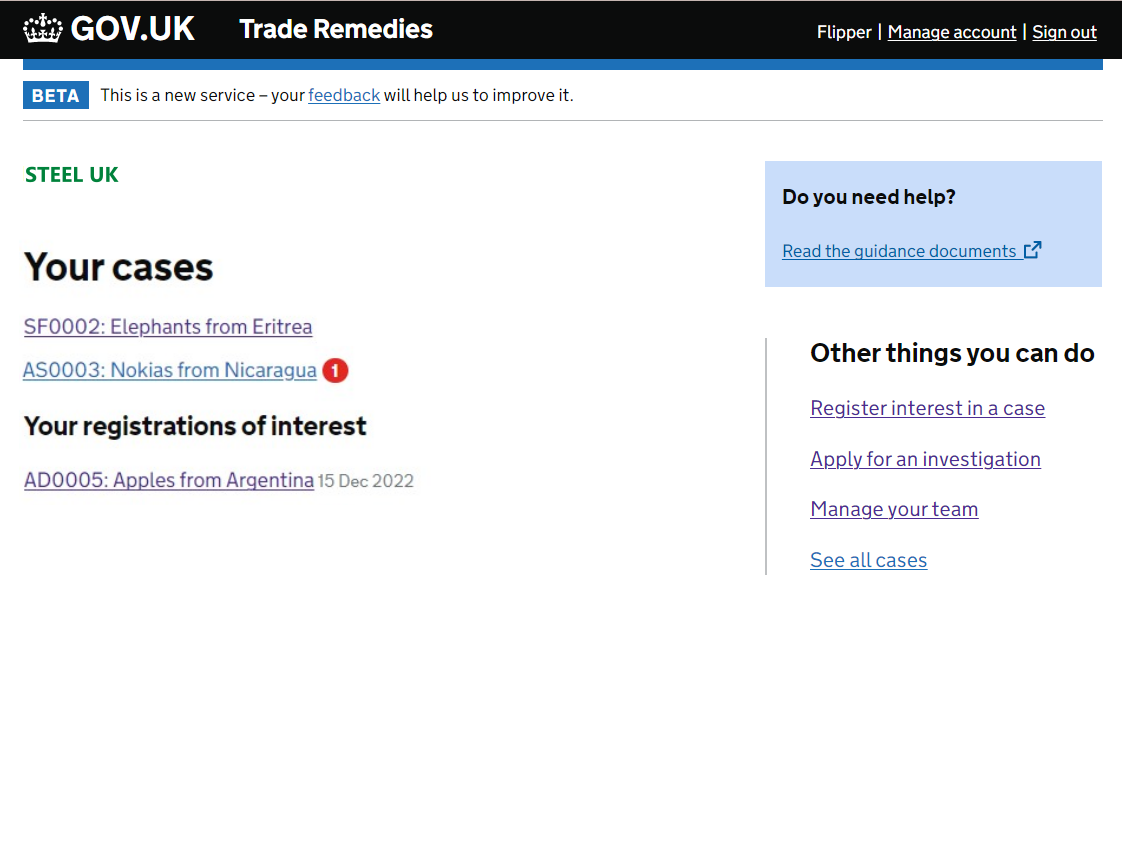 GOV.UK Trade Remedies Flipper | Manage account | Sign out
BETA This is a new service – your feedback will help us to improve it.
STEEL UK
Your cases
SF0002: Elephants from Eritrea
AS0003: Nokias from Nicaragua 1
Your registrations of interest
AD0005: Apples from Argentina 15 Dec 2022
Do you need help?
Read the guidance documents
Other things you can do
Register interest in a case
Apply for an investigation
Manage your team
See all cases